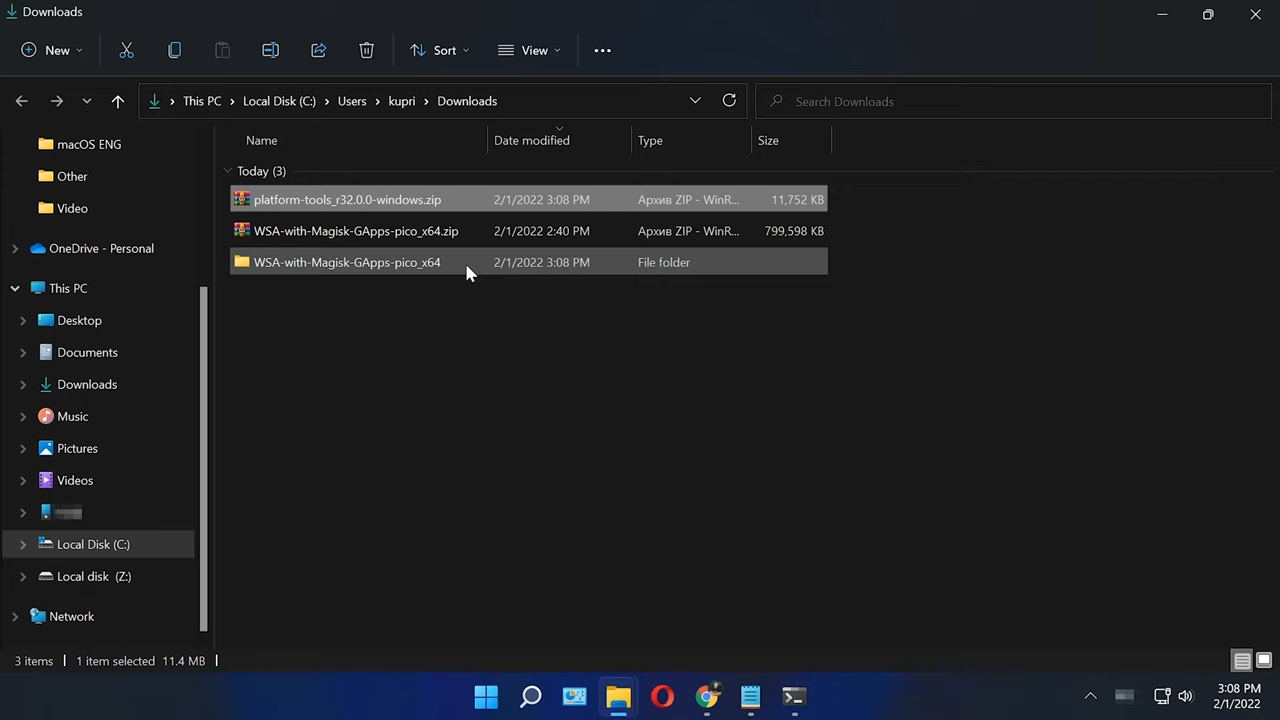 Downloads
New
Sort
View
This PC
Local Disk (C:)
Users
kupri
Downloads
Search Downloads
Name
Date modified
Type
Size
Today (3)
platform-tools_r32.0.0-windows.zip 2/1/2022 3:08 PM Архив ZIP - WinR... 11,752 KB
WSA-with-Magisk-GApps-pico_x64.zip 2/1/2022 2:40 PM Архив ZIP - WinR... 799,598 KB
WSA-with-Magisk-GApps-pico_x64 2/1/2022 3:08 PM File folder
macOS ENG
Other
Video
OneDrive - Personal
This PC
Desktop
Documents
Downloads
Music
Pictures
Videos
Local Disk (C:)
Local disk (Z:)
Network
3 items
1 item selected 11.4 MB
3:08 PM
2/1/2022